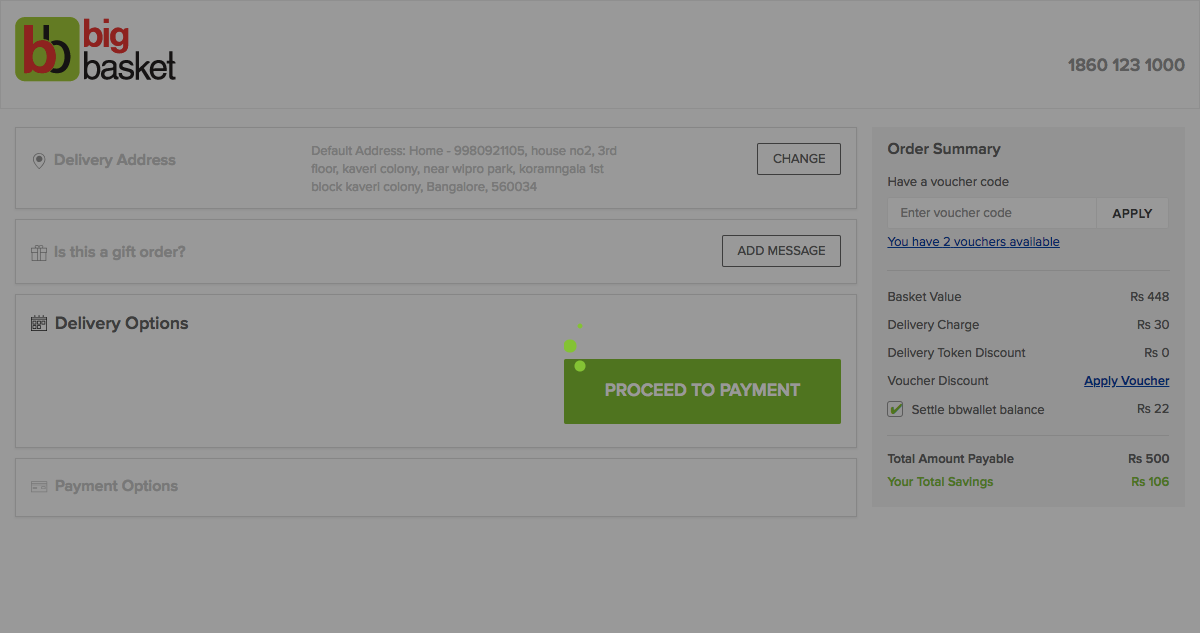 bb big
basket
1860 123 1000
Delivery Address
Default Address: Home - 9980921105, house no2, 3rd
floor, kaveri colony, near wipro park, koramngala 1st
block kaveri colony, Bangalore, 560034
CHANGE
Is this a gift order?
ADD MESSAGE
Delivery Options
PROCEED TO PAYMENT
Payment Options
Order Summary
Have a voucher code
Enter voucher code APPLY
You have 2 vouchers available
Basket Value Rs 448
Delivery Charge Rs 30
Delivery Token Discount Rs 0
Voucher Discount Apply Voucher
Settle bbwallet balance Rs 22
Total Amount Payable Rs 500
Your Total Savings Rs 106